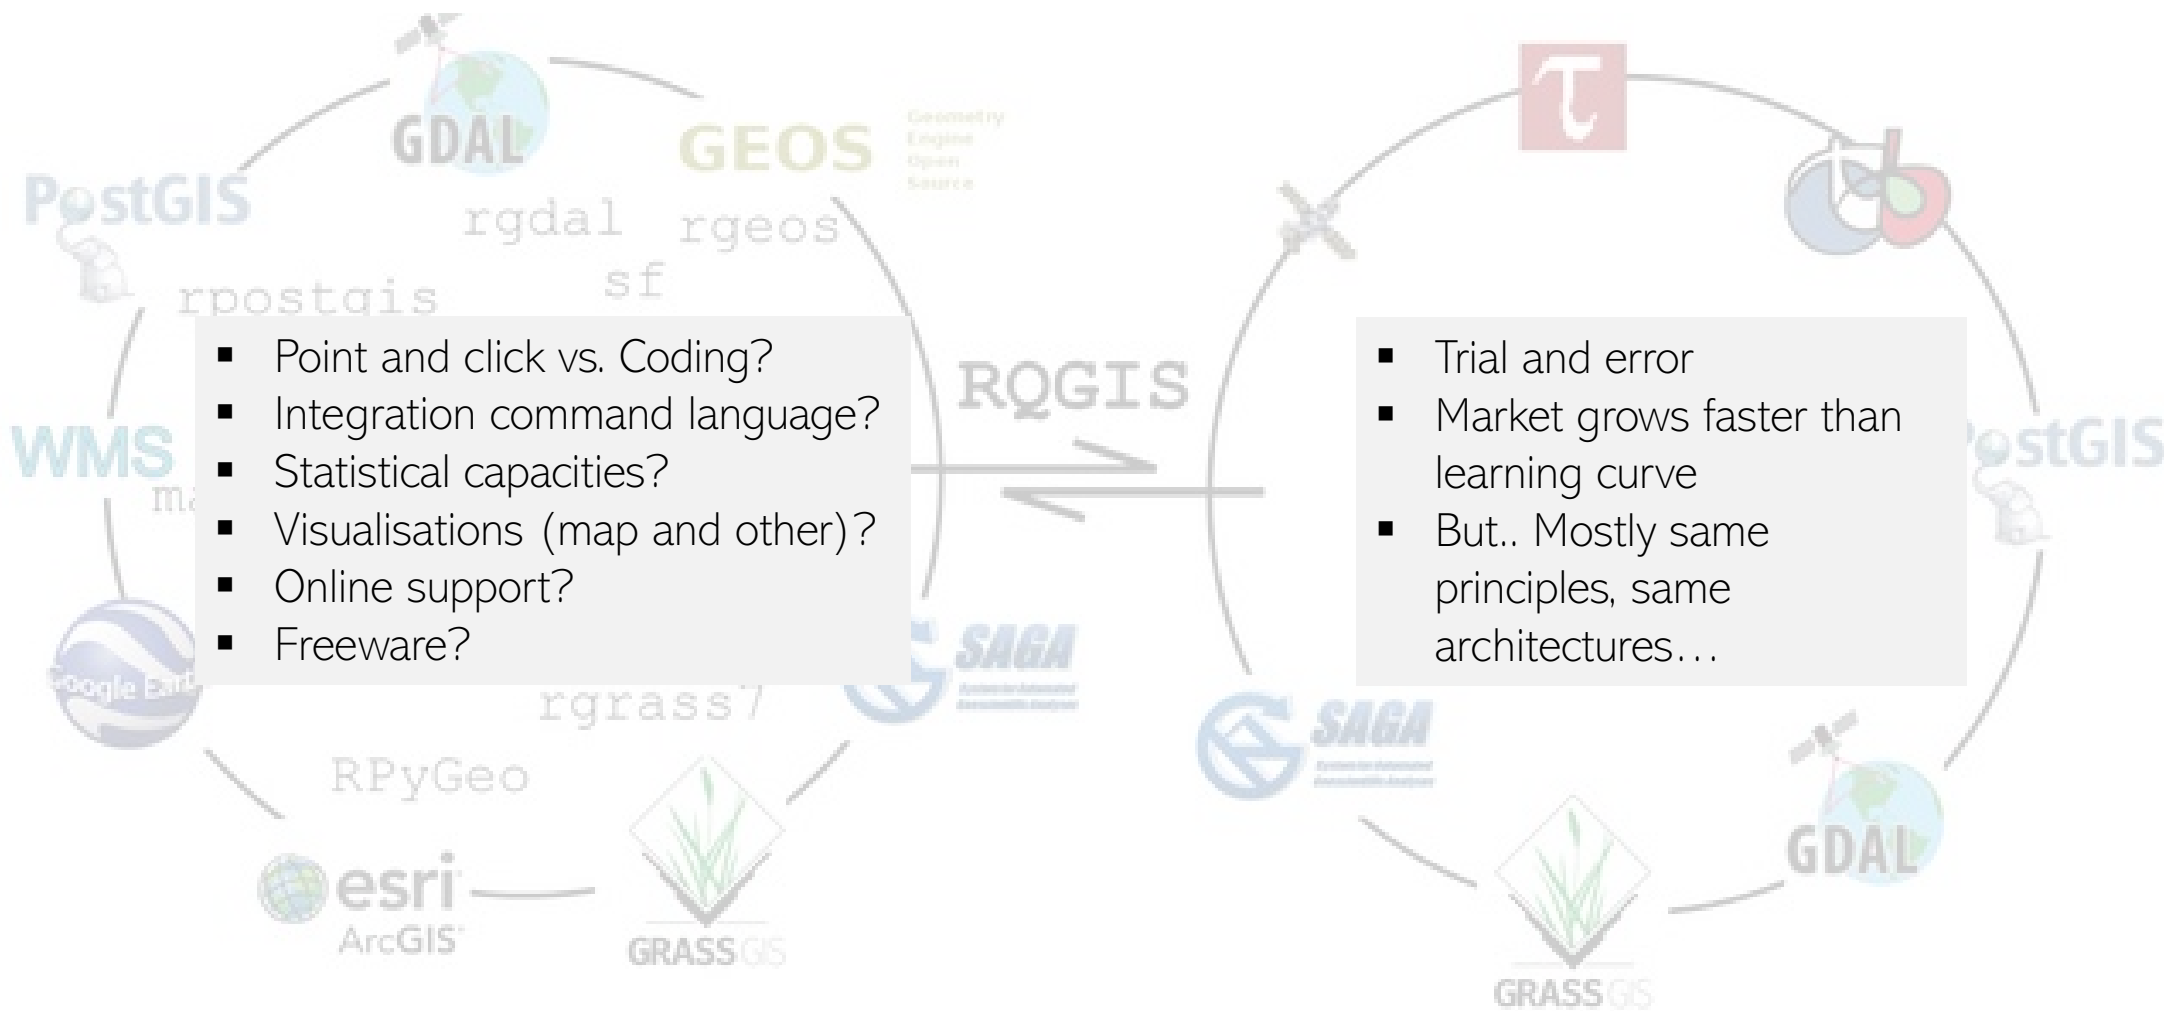 GDAL
GEOS
Geometry
Engine
Open
Source
PostGIS
rgdal
rgeos
sf
rpostgis
▪ Point and click vs. Coding?
▪ Integration command language?
▪ Statistical capacities?
▪ Visualisations (map and other)?
▪ Online support?
▪ Freeware?
WMS
RQGIS
▪ Trial and error
▪ Market grows faster than
learning curve
▪ But.. Mostly same
principles, same
architectures…
PostGIS
Google Earth
SAGA
rgrass7
RPyGeo
esri
ArcGIS
GRASS GIS
SAGA
GDAL
GRASS GIS